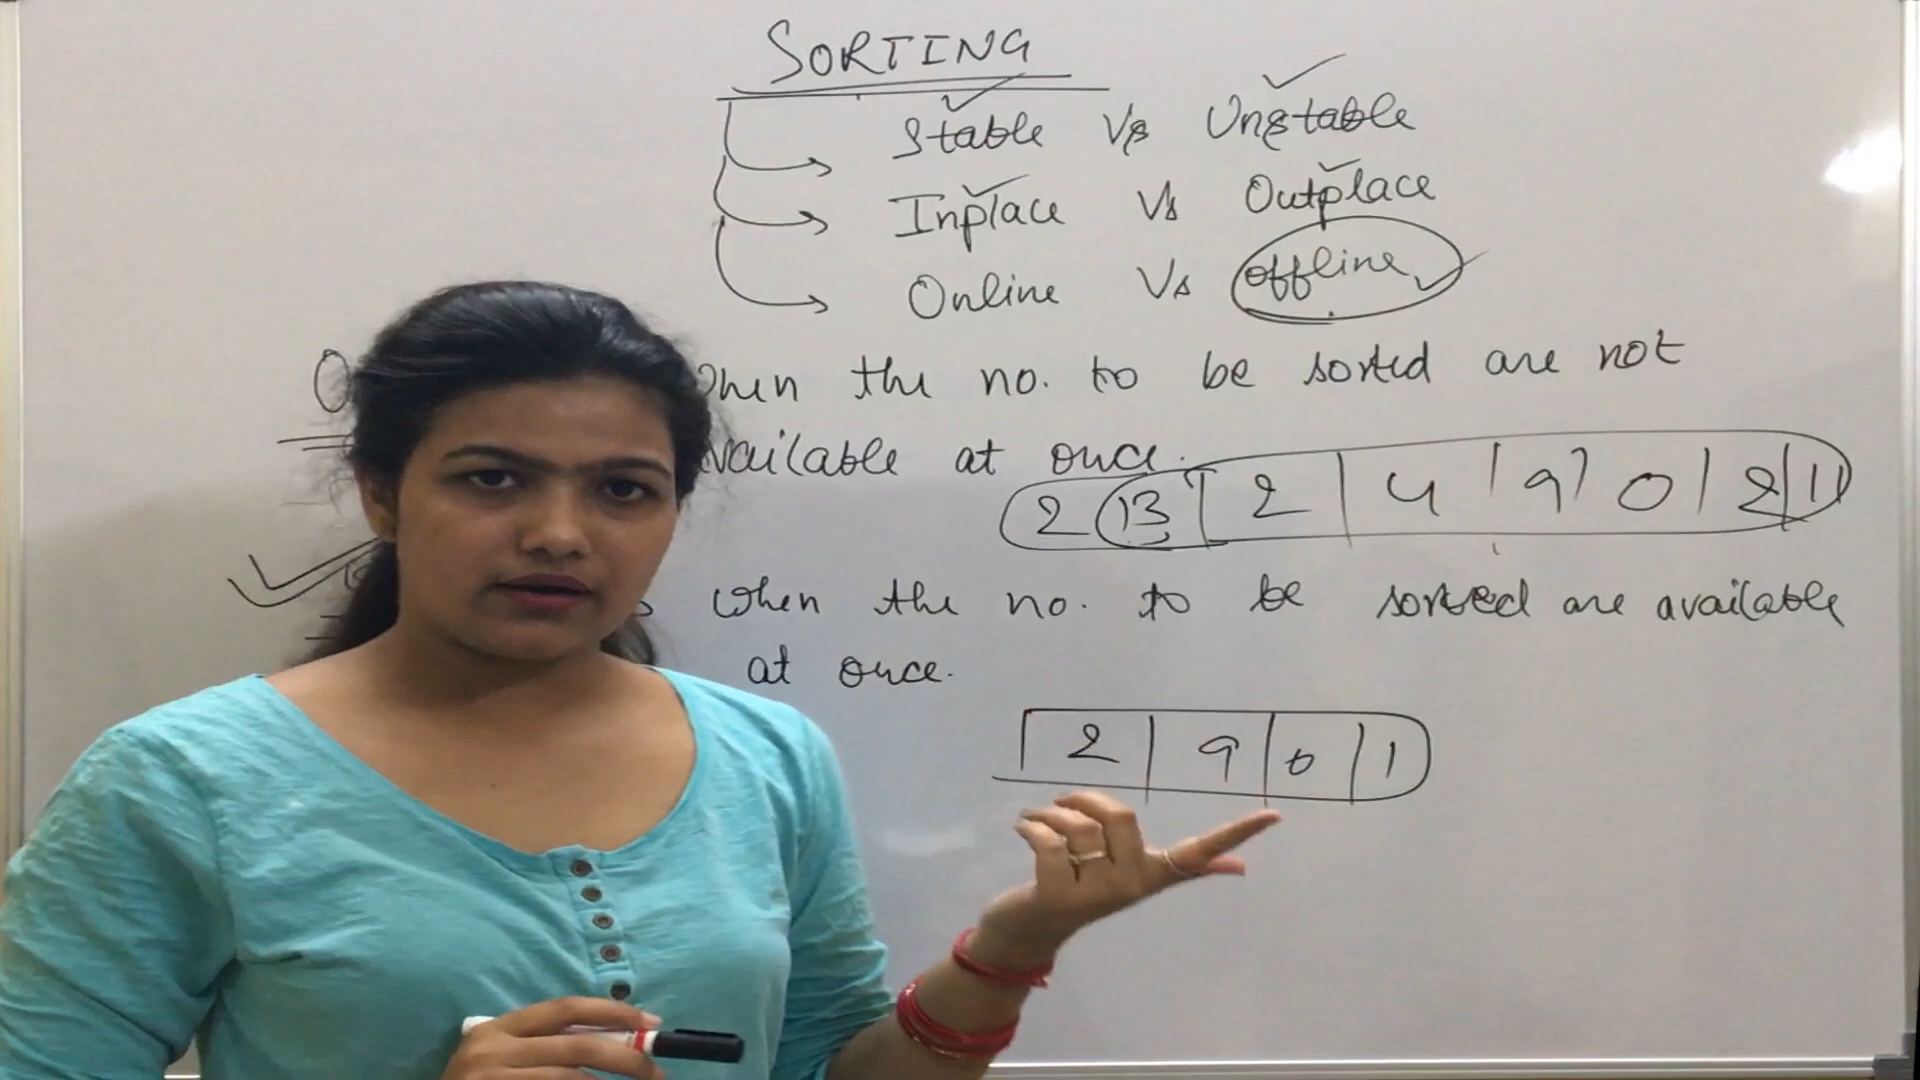 SORTING
Stable Vs Unstable
Inplace Vs Outplace
Online Vs offline
when the no. to be sorted are not
available at once.
2 13 2 4 9 0 2 11
when the no. to be sorted are available
at once.
2 9 0 1